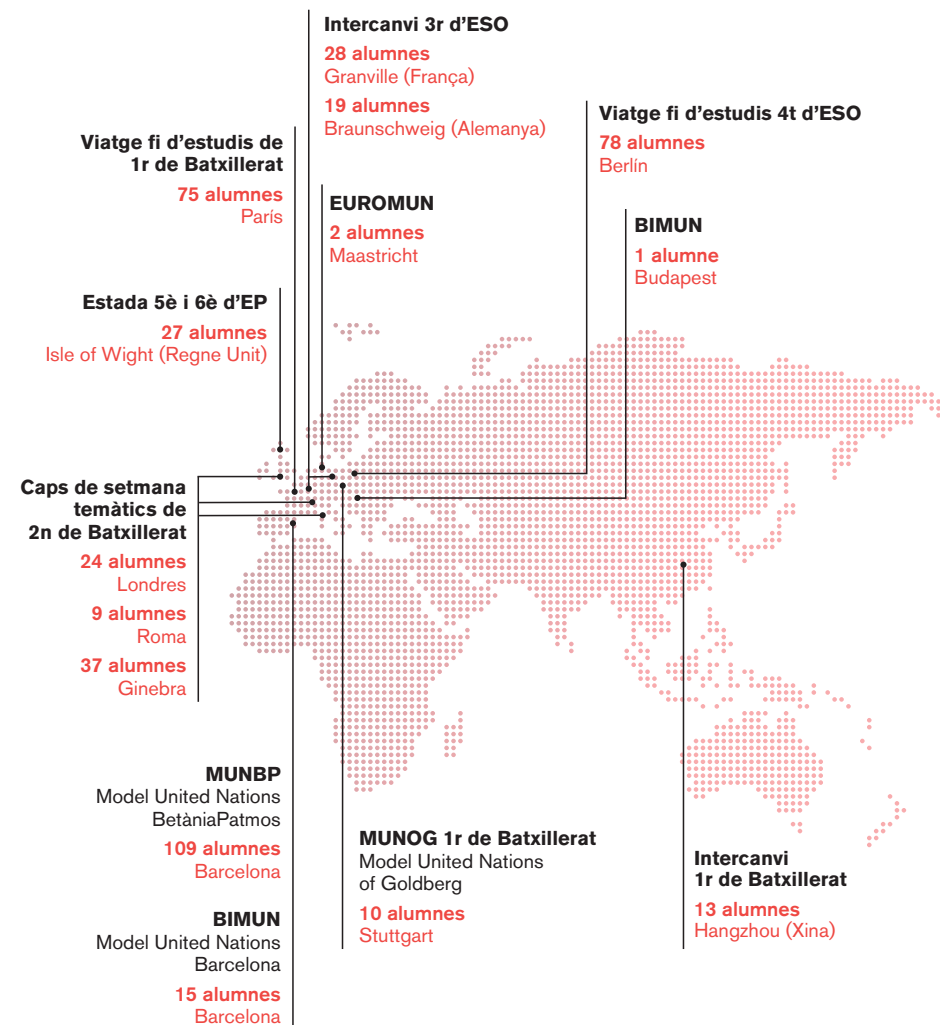 Intercanvi 3r d’ESO
28 alumnes
Granville (França)
19 alumnes
Braunschweig (Alemanya)
Viatge fi d’estudis 4t d’ESO
78 alumnes
Berlín
Viatge fi d’estudis de
1r de Batxillerat
75 alumnes
París
EUROMUN
2 alumnes
Maastricht
BIMUN
1 alumne
Budapest
Estada 5è i 6è d’EP
27 alumnes
Isle of Wight (Regne Unit)
Caps de setmana
temàtics de
2n de Batxillerat
24 alumnes
Londres
9 alumnes
Roma
37 alumnes
Ginebra
MUNBP
Model United Nations
BetàniaPatmos
109 alumnes
Barcelona
BIMUN
Model United Nations
Barcelona
15 alumnes
Barcelona
MUNOG 1r de Batxillerat
Model United Nations
of Goldberg
10 alumnes
Stuttgart
Intercanvi
1r de Batxillerat
13 alumnes
Hangzhou (Xina)